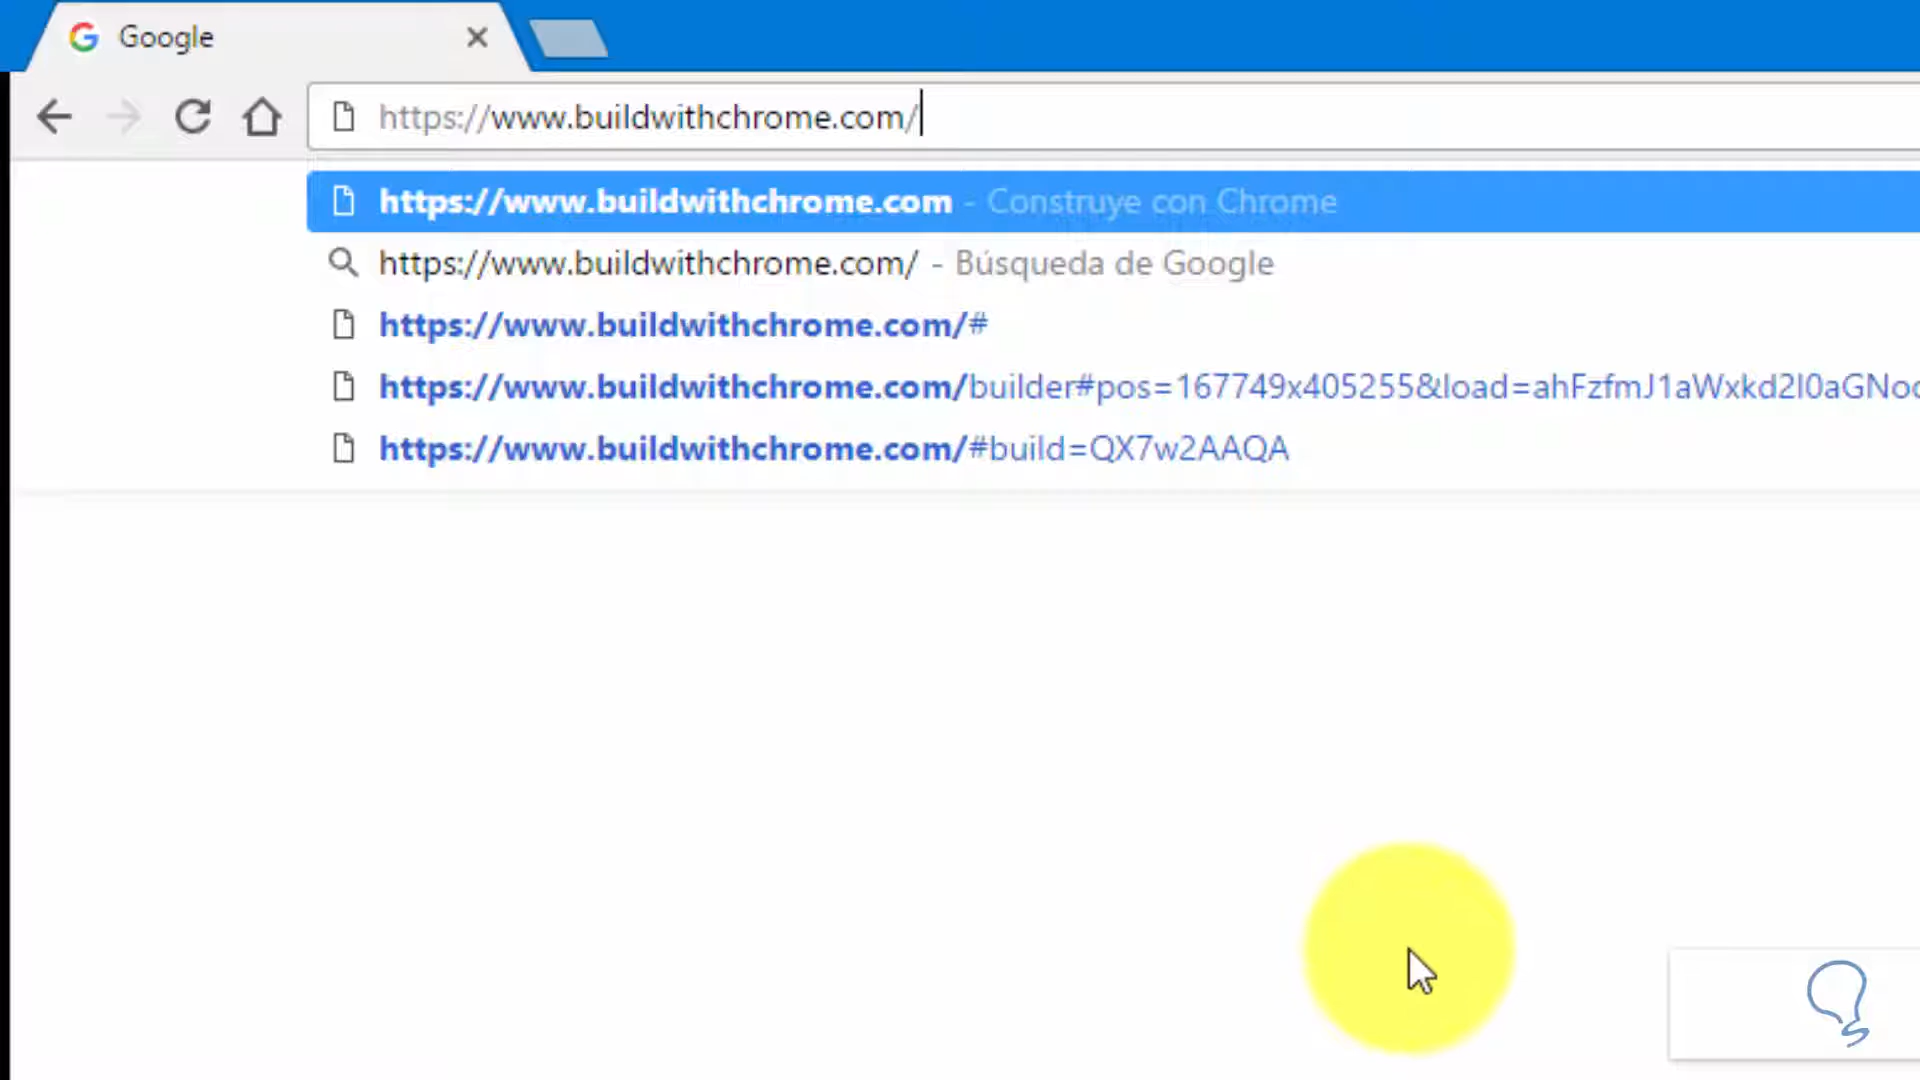 Google
https://www.buildwithchrome.com/
https://www.buildwithchrome.com - Construye con Chrome
https://www.buildwithchrome.com/ - Búsqueda de Google
https://www.buildwithchrome.com/#
https://www.buildwithchrome.com/builder#pos=167749x405255&load=ahFzfmJ1aWxkd2l0aGNoc
https://www.buildwithchrome.com/#build=QX7w2AAQA